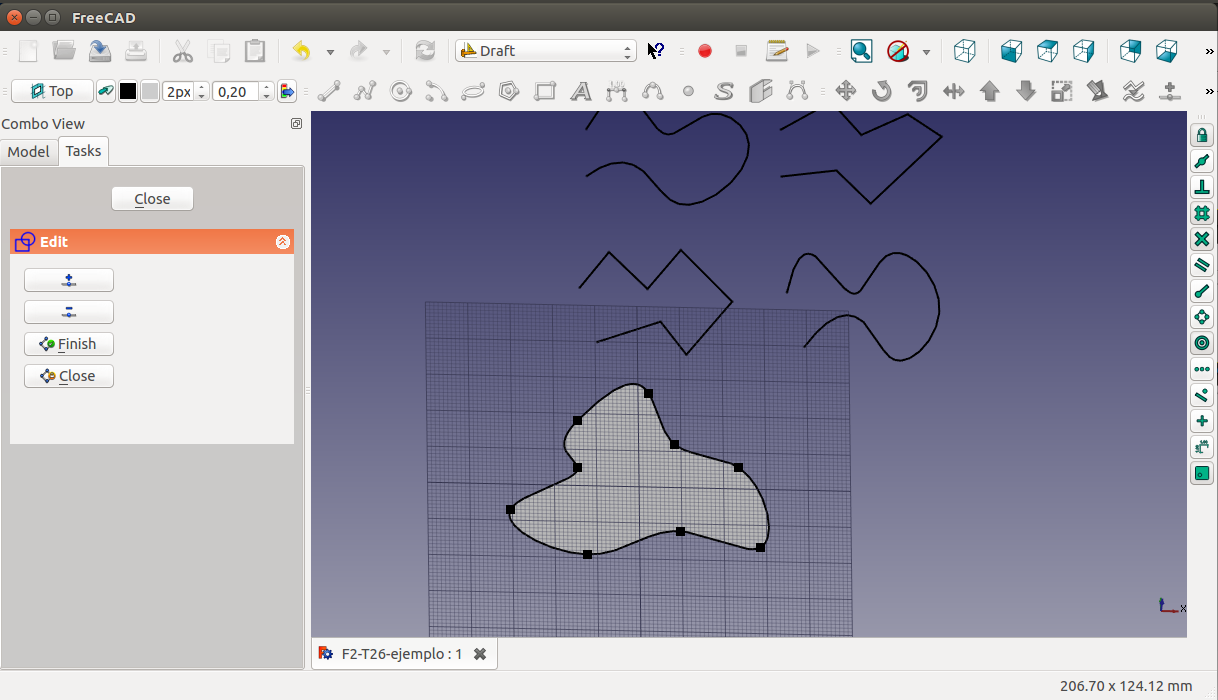 FreeCAD
Draft
»
Top
2px
0,20
»
Combo View
Model
Tasks
Close
Edit
Finish
Close
X
F2-T26-ejemplo : 1
206.70 x 124.12 mm